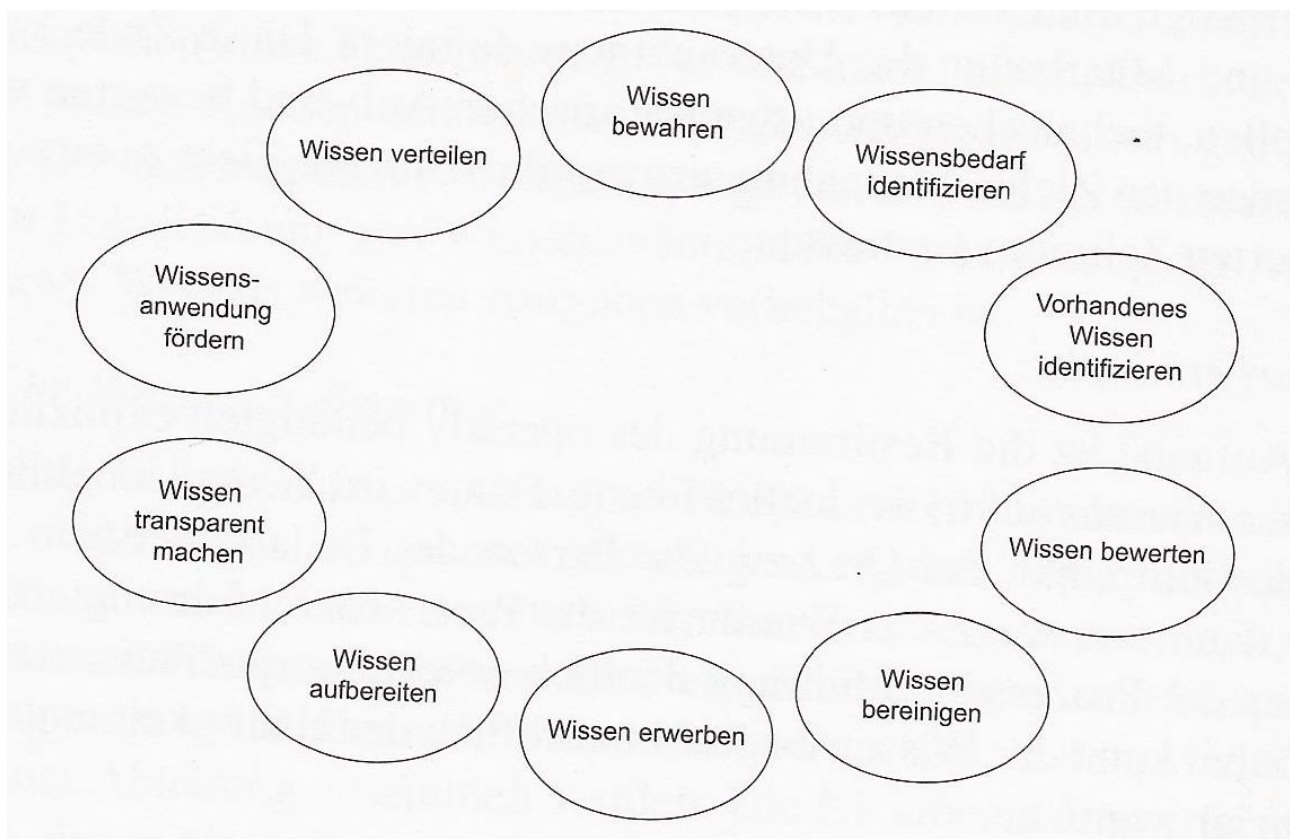 Wissen
bewahren
Wissensbedarf
identifizieren
Vorhandenes
Wissen
identifizieren
Wissen bewerten
Wissen
bereinigen
Wissen erwerben
Wissen
aufbereiten
Wissen
transparent
machen
Wissens-
anwendung
fördern
Wissen verteilen